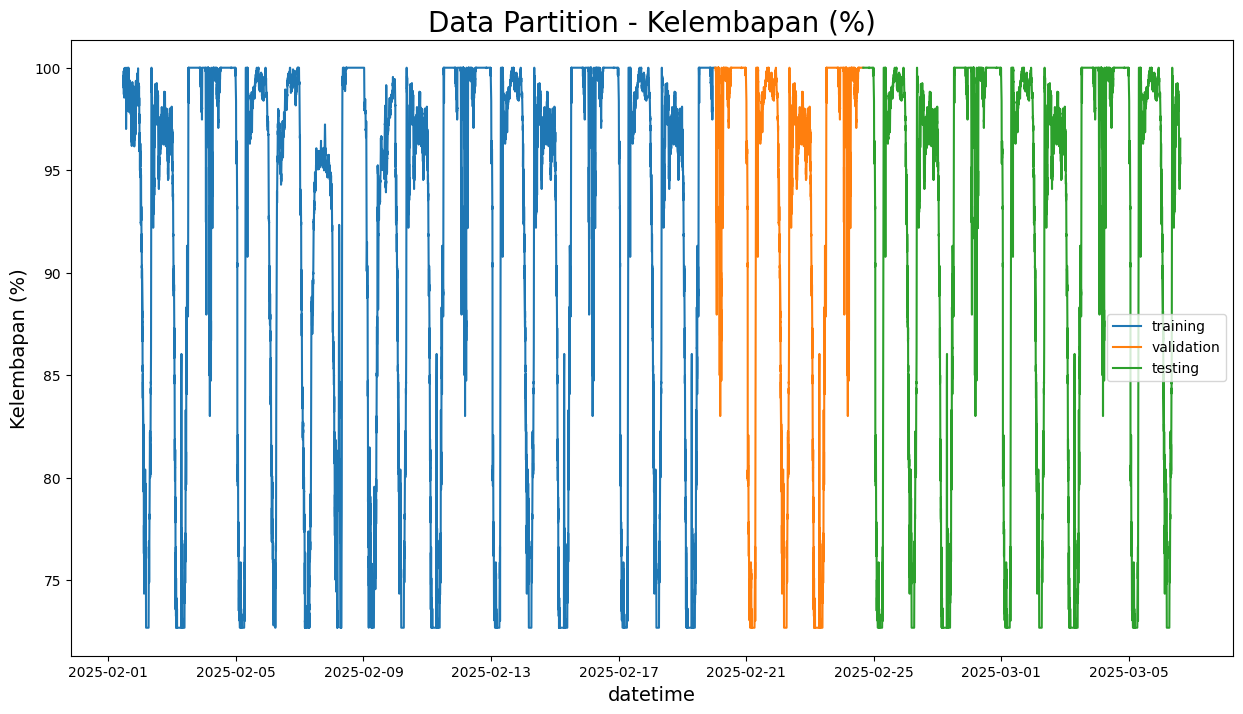 Data Partition - Kelembapan (%)
Kelembapan (%)
100
95
90
85
80
75
training
validation
testing
2025-02-01 2025-02-05 2025-02-09 2025-02-13 2025-02-17 2025-02-21 2025-02-25 2025-03-01 2025-03-05
datetime